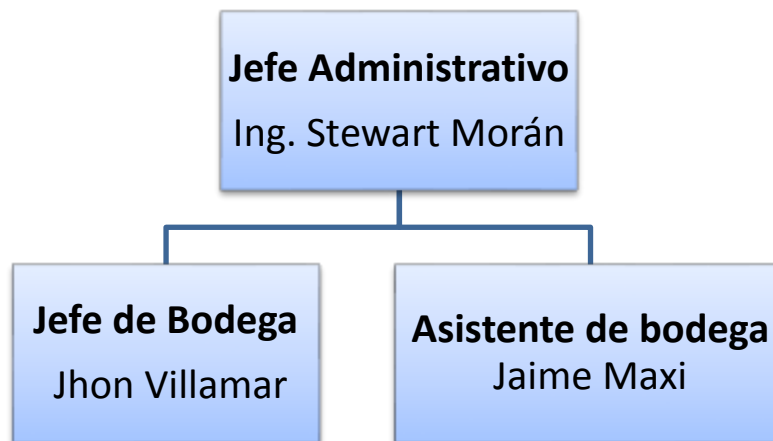 Jefe Administrativo
Ing. Stewart Morán
Jefe de Bodega
Jhon Villamar
Asistente de bodega
Jaime Maxi